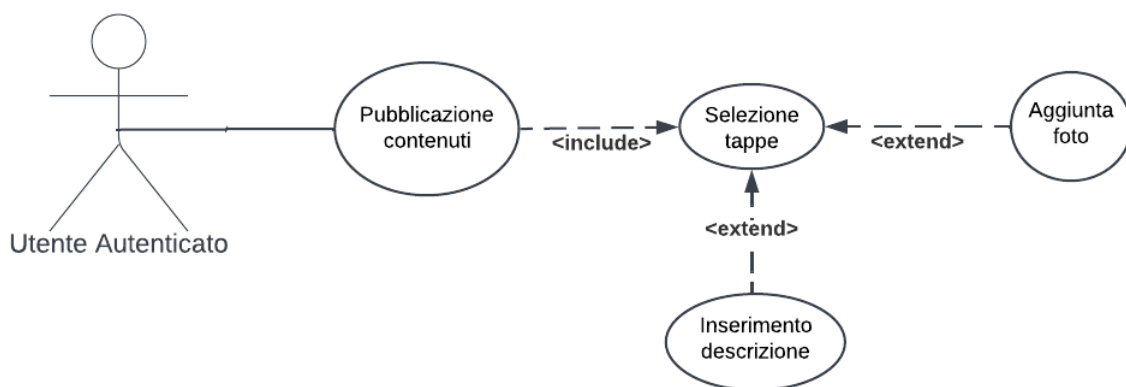 Pubblicazione
contenuti
<include>
Selezione
tappe
<extend>
Aggiunta
foto
<extend>
Utente Autenticato
Inserimento
descrizione